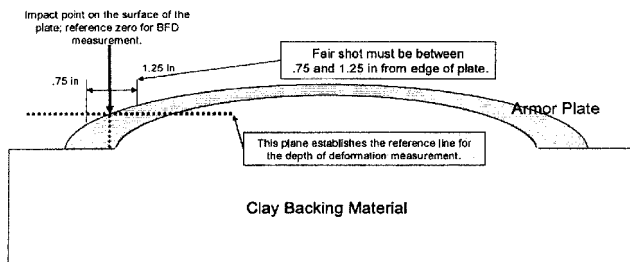 Impact point on the surface of the
plate; reference zero for BFD
measurement.
.75 in
1.25 in
Fair shot must be between
.75 and 1.25 in from edge of plate.
Armor Plate
This plane establishes the reference line for
the depth of deformation measurement.
Clay Backing Material